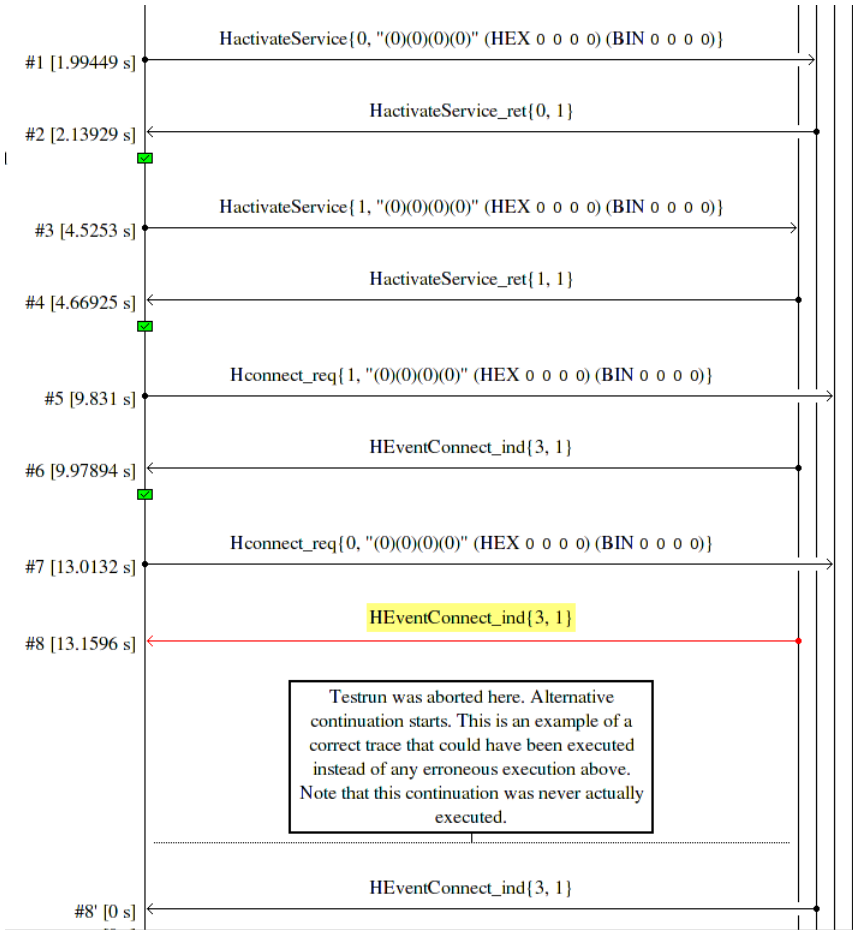 HactivateService{0, "(0)(0)(0)(0)" (HEX 0 0 0 0) (BIN 0 0 0 0)}
#1 [1.99449 s]
HactivateService_ret{0, 1}
#2 [2.13929 s]
HactivateService{1, "(0)(0)(0)(0)" (HEX 0 0 0 0) (BIN 0 0 0 0)}
#3 [4.5253 s]
HactivateService_ret{1, 1}
#4 [4.66925 s]
Hconnect_req{1, "(0)(0)(0)(0)" (HEX 0 0 0 0) (BIN 0 0 0 0)}
#5 [9.831 s]
HEventConnect_ind{3, 1}
#6 [9.97894 s]
Hconnect_req{0, "(0)(0)(0)(0)" (HEX 0 0 0 0) (BIN 0 0 0 0)}
#7 [13.0132 s]
HEventConnect_ind{3, 1}
#8 [13.1596 s]
Testrun was aborted here. Alternative
continuation starts. This is an example of a
correct trace that could have been executed
instead of any erroneous execution above.
Note that this continuation was never actually
executed.
HEventConnect_ind{3, 1}
#8' [0 s]